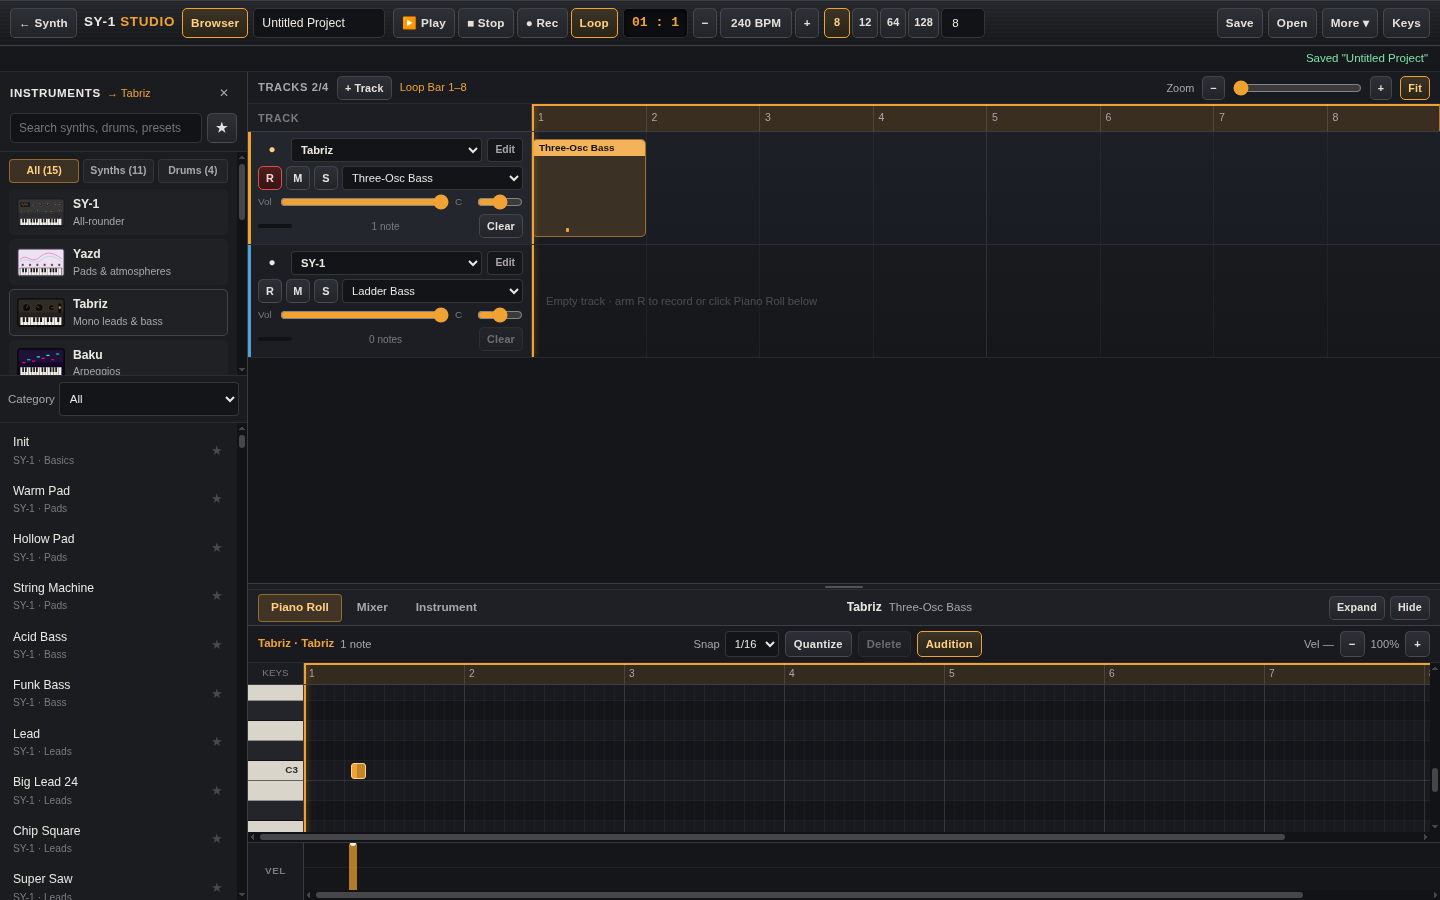 ← Synth
SY-1 STUDIO
Browser
Untitled Project
▶ Play
■ Stop
● Rec
Loop
01 : 1
−
240 BPM
+
8
12
64
128
8
Save
Open
More ▾
Keys
Saved "Untitled Project"
INSTRUMENTS → Tabriz ✕
Search synths, drums, presets ★
All (15)
Synths (11)
Drums (4)
SY-1
All-rounder
Yazd
Pads & atmospheres
Tabriz
Mono leads & bass
Baku
Arpeggios
Category All
Init
SY-1 · Basics
Warm Pad
SY-1 · Pads
Hollow Pad
SY-1 · Pads
String Machine
SY-1 · Pads
Acid Bass
SY-1 · Bass
Funk Bass
SY-1 · Bass
Lead
SY-1 · Leads
Big Lead 24
SY-1 · Leads
Chip Square
SY-1 · Leads
Super Saw
SY-1 · Leads
TRACKS 2/4
+ Track
Loop Bar 1–8
Zoom − + Fit
TRACK
1 2 3 4 5 6 7 8
Tabriz Edit
R M S Three-Osc Bass
Vol C
1 note Clear
Three-Osc Bass
SY-1 Edit
R M S Ladder Bass
Vol C
0 notes Clear
Empty track · arm R to record or click Piano Roll below
Piano Roll
Mixer
Instrument
Tabriz Three-Osc Bass
Expand
Hide
Tabriz · Tabriz 1 note
Snap 1/16
Quantize
Delete
Audition
Vel — − 100% +
KEYS
1 2 3 4 5 6 7
C3
VEL